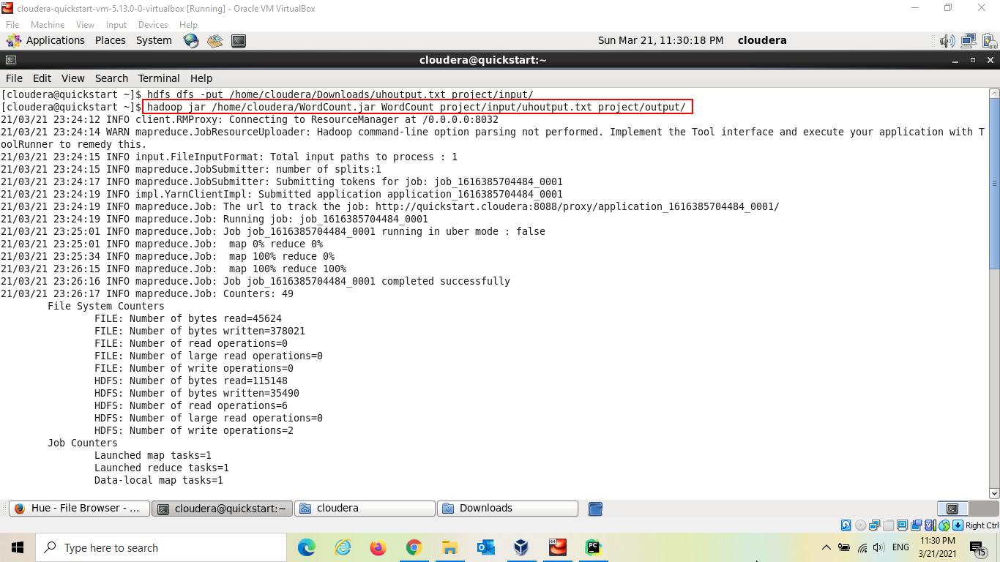 cloudera-quickstart-vm-5.13.0-0-virtualbox [Running] - Oracle VM VirtualBox
File Machine View Input Devices Help
Applications Places System Sun Mar 21, 11:30:18 PM cloudera
cloudera@quickstart:~
File Edit View Search Terminal Help
[cloudera@quickstart ~]$ hdfs dfs -put /home/cloudera/Downloads/uhoutput.txt project/input/
[cloudera@quickstart ~]$ hadoop jar /home/cloudera/WordCount.jar WordCount project/input/uhoutput.txt project/output/
21/03/21 23:24:12 INFO client.RMProxy: Connecting to ResourceManager at /0.0.0.0:8032
21/03/21 23:24:14 WARN mapreduce.JobResourceUploader: Hadoop command-line option parsing not performed. Implement the Tool interface and execute your application with T
oolRunner to remedy this.
21/03/21 23:24:15 INFO input.FileInputFormat: Total input paths to process : 1
21/03/21 23:24:15 INFO mapreduce.JobSubmitter: number of splits:1
21/03/21 23:24:17 INFO mapreduce.JobSubmitter: Submitting tokens for job: job_1616385704484_0001
21/03/21 23:24:19 INFO impl.YarnClientImpl: Submitted application application_1616385704484_0001
21/03/21 23:24:19 INFO mapreduce.Job: The url to track the job: http://quickstart.cloudera:8088/proxy/application_1616385704484_0001/
21/03/21 23:24:19 INFO mapreduce.Job: Running job: job_1616385704484_0001
21/03/21 23:25:01 INFO mapreduce.Job: Job job_1616385704484_0001 running in uber mode : false
21/03/21 23:25:01 INFO mapreduce.Job:  map 0% reduce 0%
21/03/21 23:25:34 INFO mapreduce.Job:  map 100% reduce 0%
21/03/21 23:26:15 INFO mapreduce.Job:  map 100% reduce 100%
21/03/21 23:26:16 INFO mapreduce.Job: Job job_1616385704484_0001 completed successfully
21/03/21 23:26:17 INFO mapreduce.Job: Counters: 49
File System Counters
FILE: Number of bytes read=45624
FILE: Number of bytes written=378021
FILE: Number of read operations=0
FILE: Number of large read operations=0
FILE: Number of write operations=0
HDFS: Number of bytes read=115148
HDFS: Number of bytes written=35490
HDFS: Number of read operations=6
HDFS: Number of large read operations=0
HDFS: Number of write operations=2
Job Counters
Launched map tasks=1
Launched reduce tasks=1
Data-local map tasks=1
Hue - File Browser - ... cloudera@quickstart:~ cloudera Downloads
Right Ctrl
Type here to search
ENG
11:30 PM
3/21/2021
15